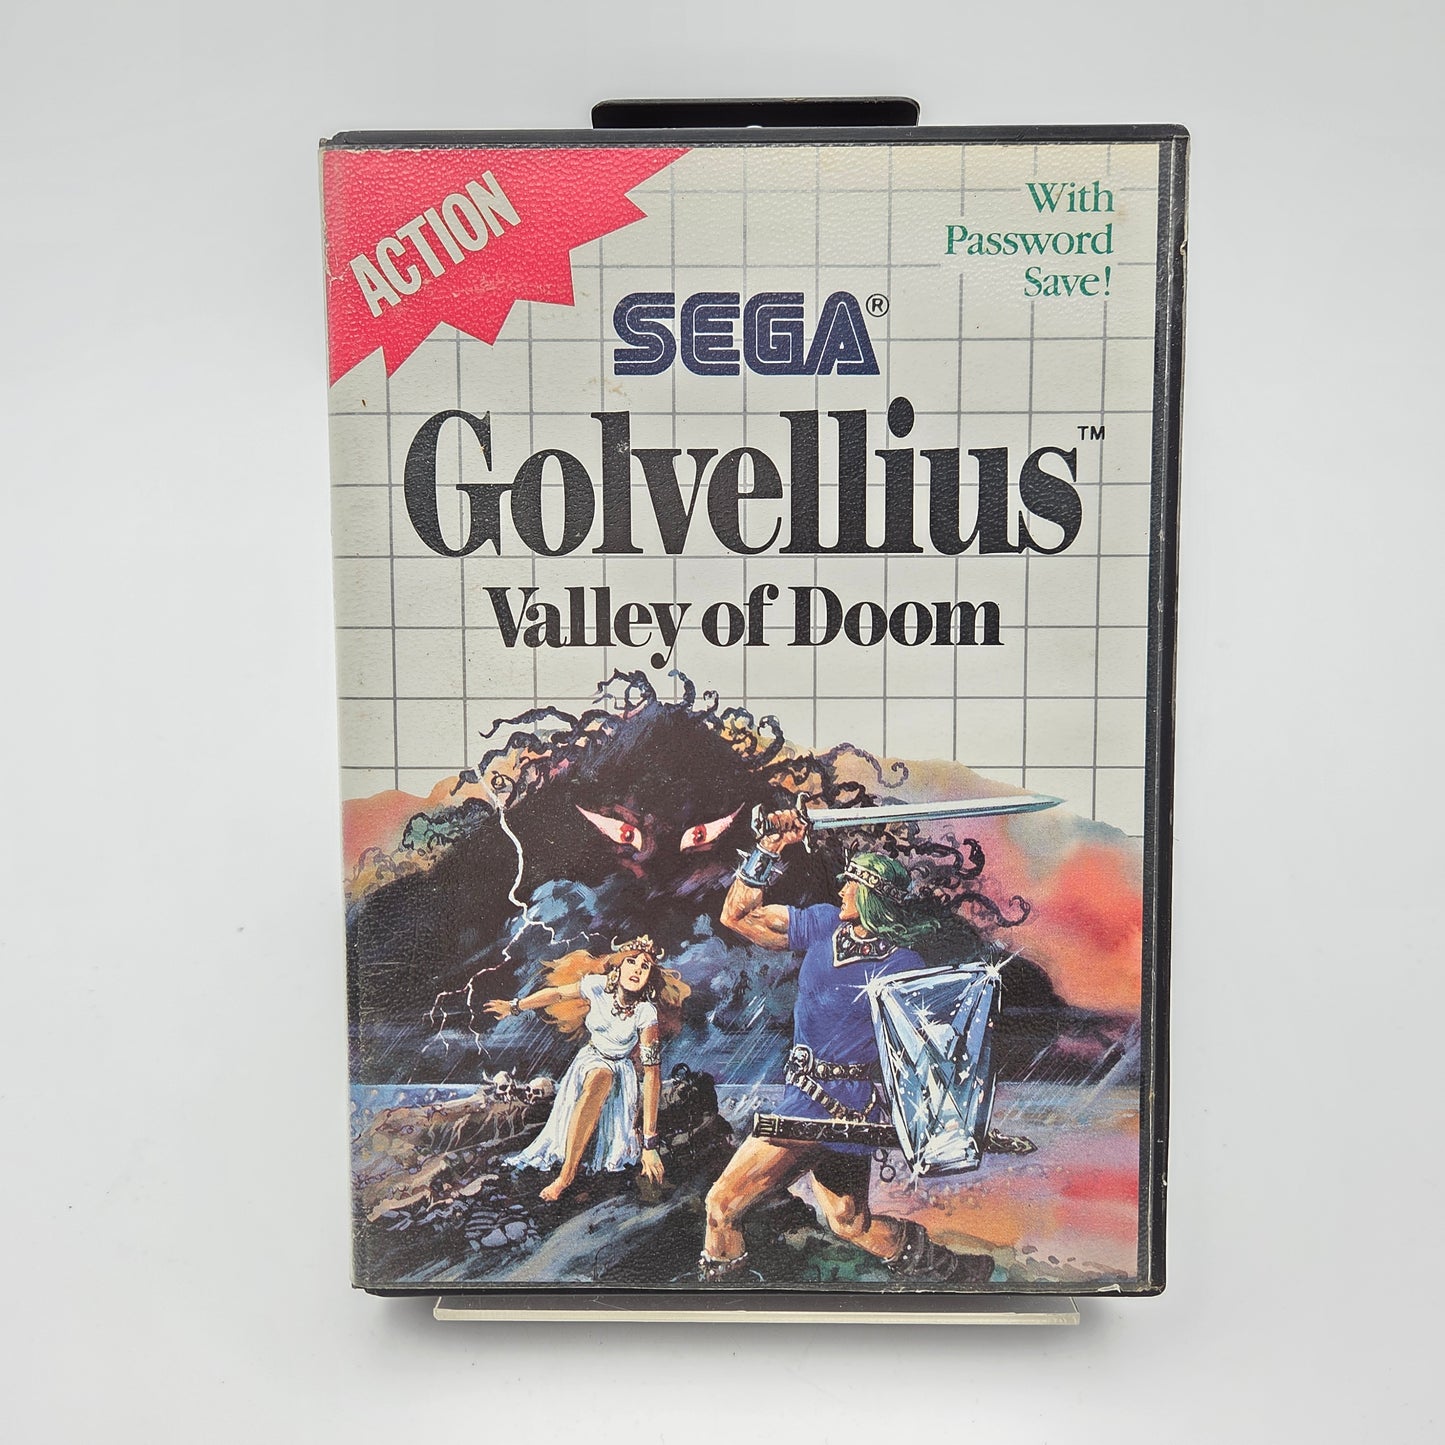 ACTION
With
Password
Save!
SEGA®
Golvellius™
Valley of Doom